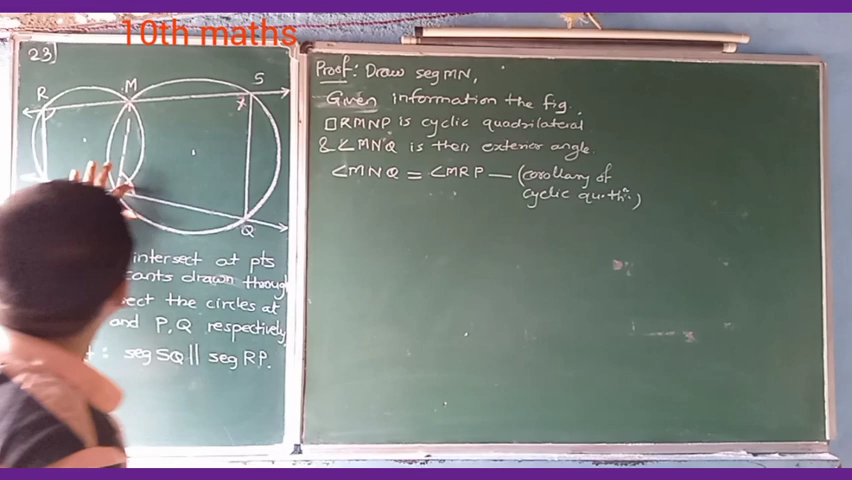 10th maths
23]
R M S
Q
intersect at pts
cants drawn through
ect the circles at
and P, Q respectively
: seg SQ || seg RP.
Proof: Draw seg MN,
Given information the fig.
□RMNP is cyclic quadrilateral
& ∠MNQ is then exterior angle.
∠MNQ = ∠MRP — (corollary of
cyclic qu. thm.)